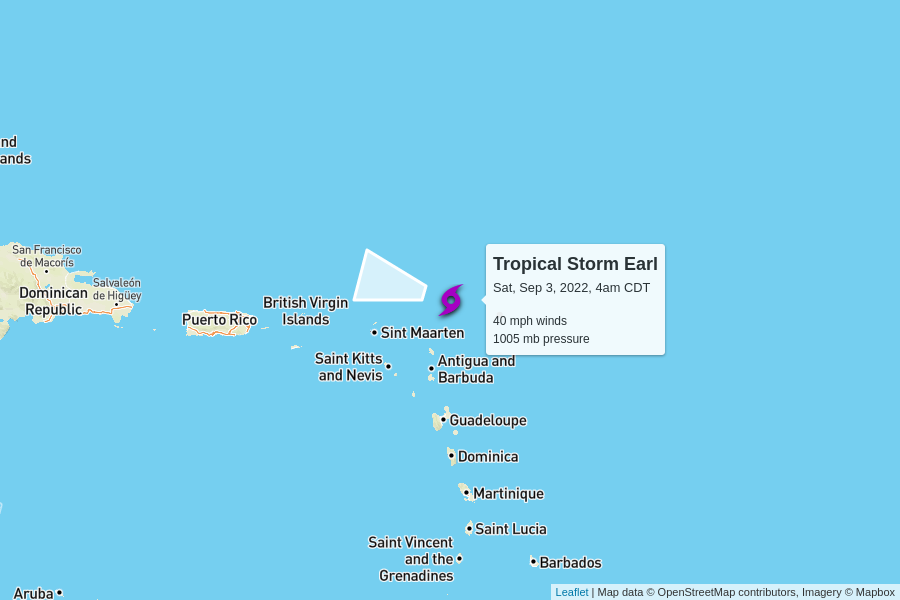 nd
ands
San Francisco
de Macorís
Salvaleón
de Higüey
Dominican
Republic
Puerto Rico
British Virgin
Islands
Sint Maarten
Saint Kitts
and Nevis
Antigua and
Barbuda
Guadeloupe
Dominica
Martinique
Saint Lucia
Saint Vincent
and the
Grenadines
Barbados
Aruba
Tropical Storm Earl
Sat, Sep 3, 2022, 4am CDT
40 mph winds
1005 mb pressure
Leaflet | Map data © OpenStreetMap contributors, Imagery © Mapbox